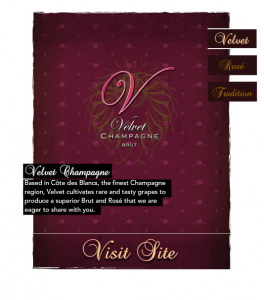 Velvet
Rosé
Tradition
V
Velvet
CHAMPAGNE
BRUT
Velvet Champagne
Based in Côte des Blancs, the finest Champagne
region, Velvet cultivates rare and tasty grapes to
produce a superior Brut and Rosé that we are
eager to share with you.
Visit Site